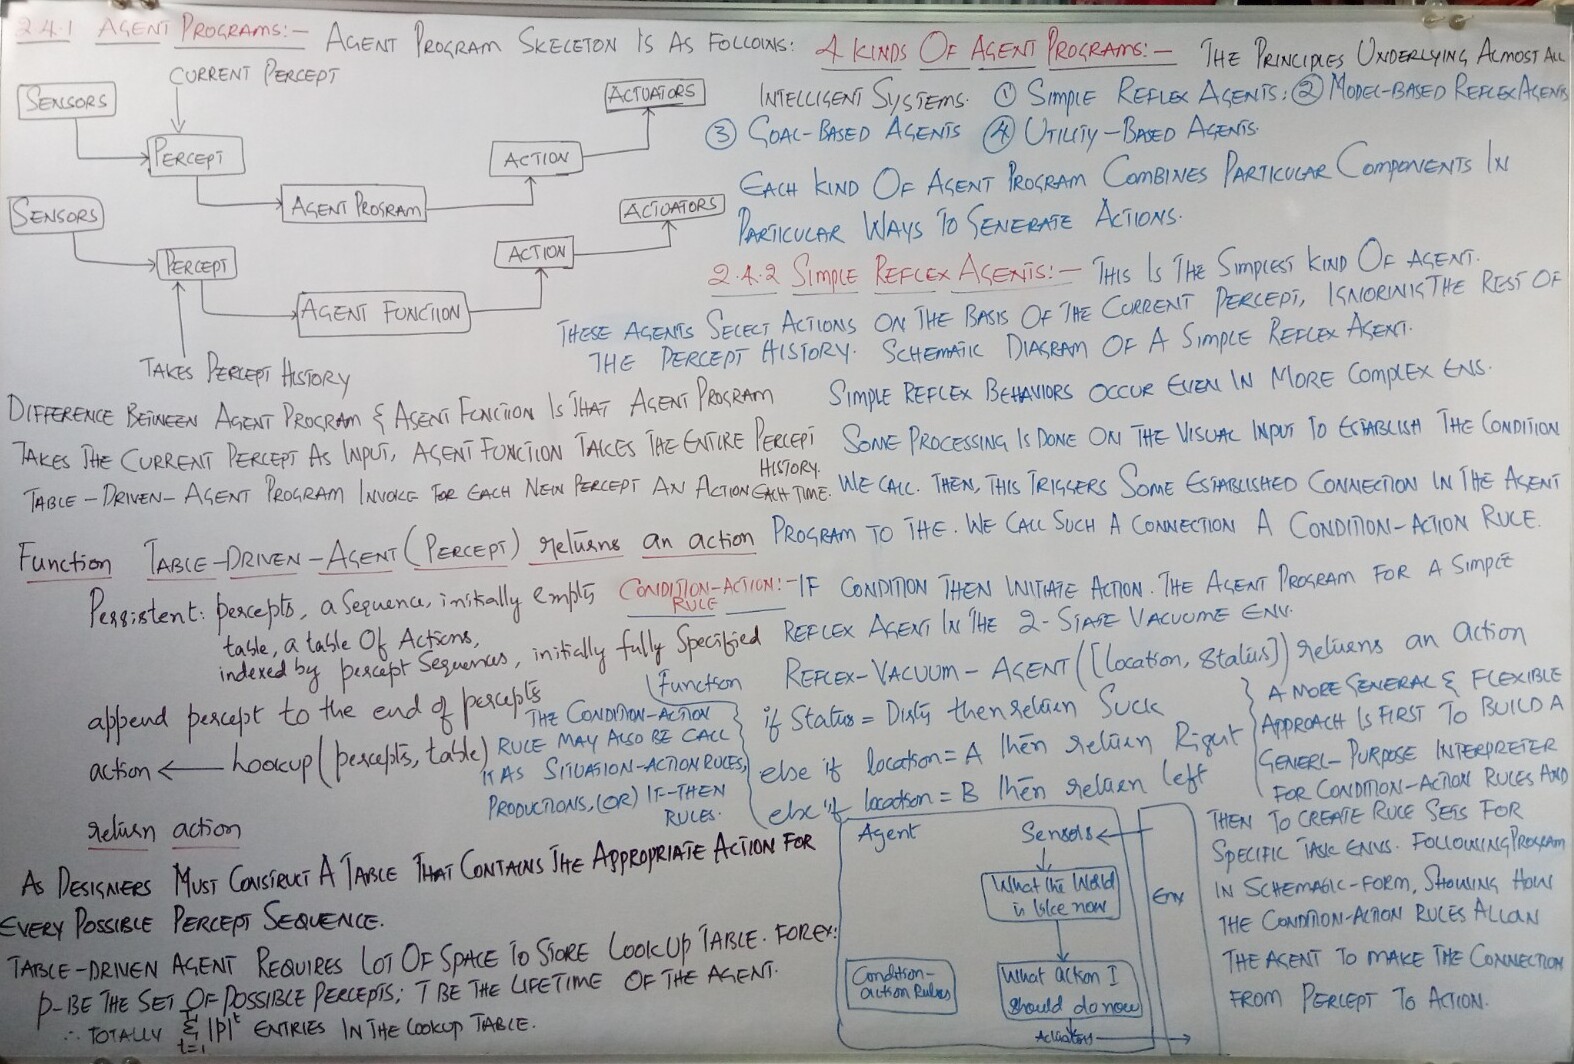 2.4.1 AGENT PROGRAMS:- AGENT PROGRAM SKELETON IS AS FOLLOWS:
CURRENT PERCEPT
SENSORS
PERCEPT
AGENT PROGRAM
ACTION
ACTUATORS
SENSORS
PERCEPT
AGENT FUNCTION
ACTION
ACTUATORS
TAKES PERCEPT HISTORY
DIFFERENCE BETWEEN AGENT PROGRAM & AGENT FUNCTION IS THAT AGENT PROGRAM
TAKES THE CURRENT PERCEPT AS INPUT, AGENT FUNCTION TAKES THE ENTIRE PERCEPT
HISTORY.
TABLE-DRIVEN-AGENT PROGRAM INVOKE FOR EACH NEW PERCEPT AN ACTION EACH TIME.
Function TABLE-DRIVEN-AGENT(PERCEPT) returns an action
Persistent: percepts, a sequence, initially empty
table, a table Of Actions,
indexed by percept Sequences, initially fully Specified
append percept to the end of percepts
action ← Lookup(percepts, table)
return action
AS DESIGNERS MUST CONSTRUCT A TABLE THAT CONTAINS THE APPROPRIATE ACTION FOR
EVERY POSSIBLE PERCEPT SEQUENCE.
TABLE-DRIVEN AGENT REQUIRES LOT OF SPACE TO STORE LOOKUP TABLE. FOREX:
P-BE THE SET OF POSSIBLE PERCEPTS; T BE THE LIFETIME OF THE AGENT.
∴ TOTALLY Σ t=1 |P|^t ENTRIES IN THE LOOKUP TABLE.
4 KINDS OF AGENT PROGRAMS:- THE PRINCIPLES UNDERLYING ALMOST ALL
INTELLIGENT SYSTEMS. ① SIMPLE REFLEX AGENTS; ② MODEL-BASED REFLEX AGENTS
③ GOAL-BASED AGENTS ④ UTILITY-BASED AGENTS.
EACH KIND OF AGENT PROGRAM COMBINES PARTICULAR COMPONENTS IN
PARTICULAR WAYS TO GENERATE ACTIONS.
2.4.2 SIMPLE REFLEX AGENTS:- THIS IS THE SIMPLEST KIND OF AGENT.
THESE AGENTS SELECT ACTIONS ON THE BASIS OF THE CURRENT PERCEPT, IGNORING THE REST OF
THE PERCEPT HISTORY. SCHEMATIC DIAGRAM OF A SIMPLE REFLEX AGENT.
SIMPLE REFLEX BEHAVIORS OCCUR EVEN IN MORE COMPLEX ENS.
SOME PROCESSING IS DONE ON THE VISUAL INPUT TO ESTABLISH THE CONDITION
WE CALL. THEN, THIS TRIGGERS SOME ESTABLISHED CONNECTION IN THE AGENT
PROGRAM TO THE. WE CALL SUCH A CONNECTION A CONDITION-ACTION RULE.
CONDITION-ACTION:- IF CONDITION THEN INITIATE ACTION. THE AGENT PROGRAM FOR A SIMPLE
RULE
REFLEX AGENT IN THE 2-STATE VACUUME ENV.
Function REFLEX-VACUUM-AGENT([location, status]) returns an action
if Status = Dirty then return Suck
else if location = A then return Right
else if location = B then return left
THE CONDITION-ACTION
RULE MAY ALSO BE CALL
IT AS SITUATION-ACTION RULES,
PRODUCTIONS, (OR) IF-THEN
RULES.
A MORE GENERAL & FLEXIBLE
APPROACH IS FIRST TO BUILD A
GENERL-PURPOSE INTERPRETER
FOR CONDITION-ACTION RULES AND
THEN TO CREATE RULE SETS FOR
SPECIFIC TASK ENVS. FOLLOWING PROGRAM
IN SCHEMAGIC-FORM, SHOWING HOW
THE CONDITION-ACTION RULES ALLOW
THE AGENT TO MAKE THE CONNECTION
FROM PERCEPT TO ACTION.
Agent
Sensors
What the World
is like now
Condition-
action Rules
What action I
should do now
Actuators
Env